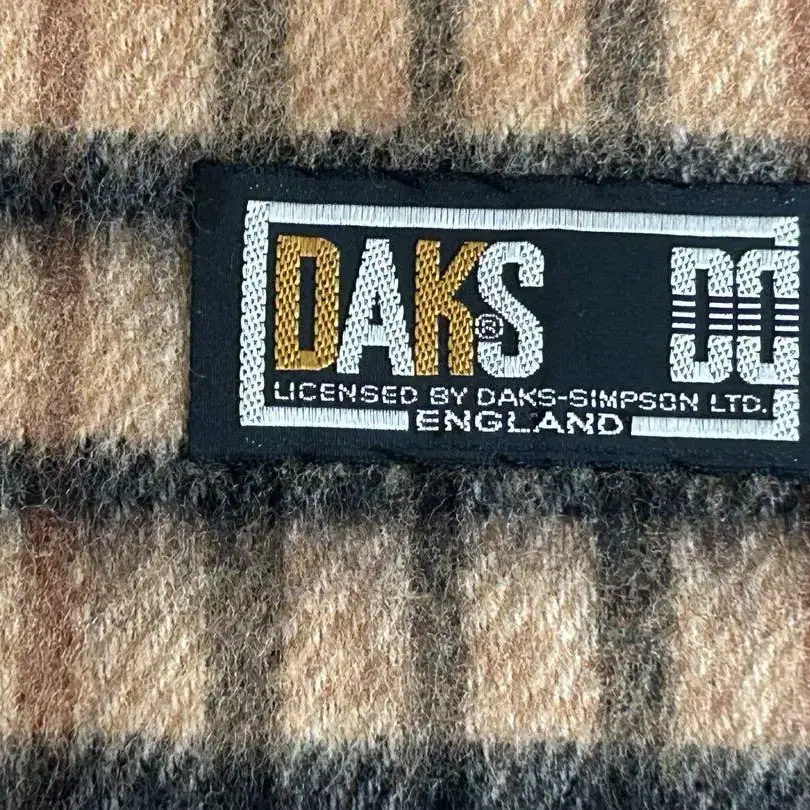 DAKS®
DD
LICENSED BY DAKS-SIMPSON LTD.
ENGLAND